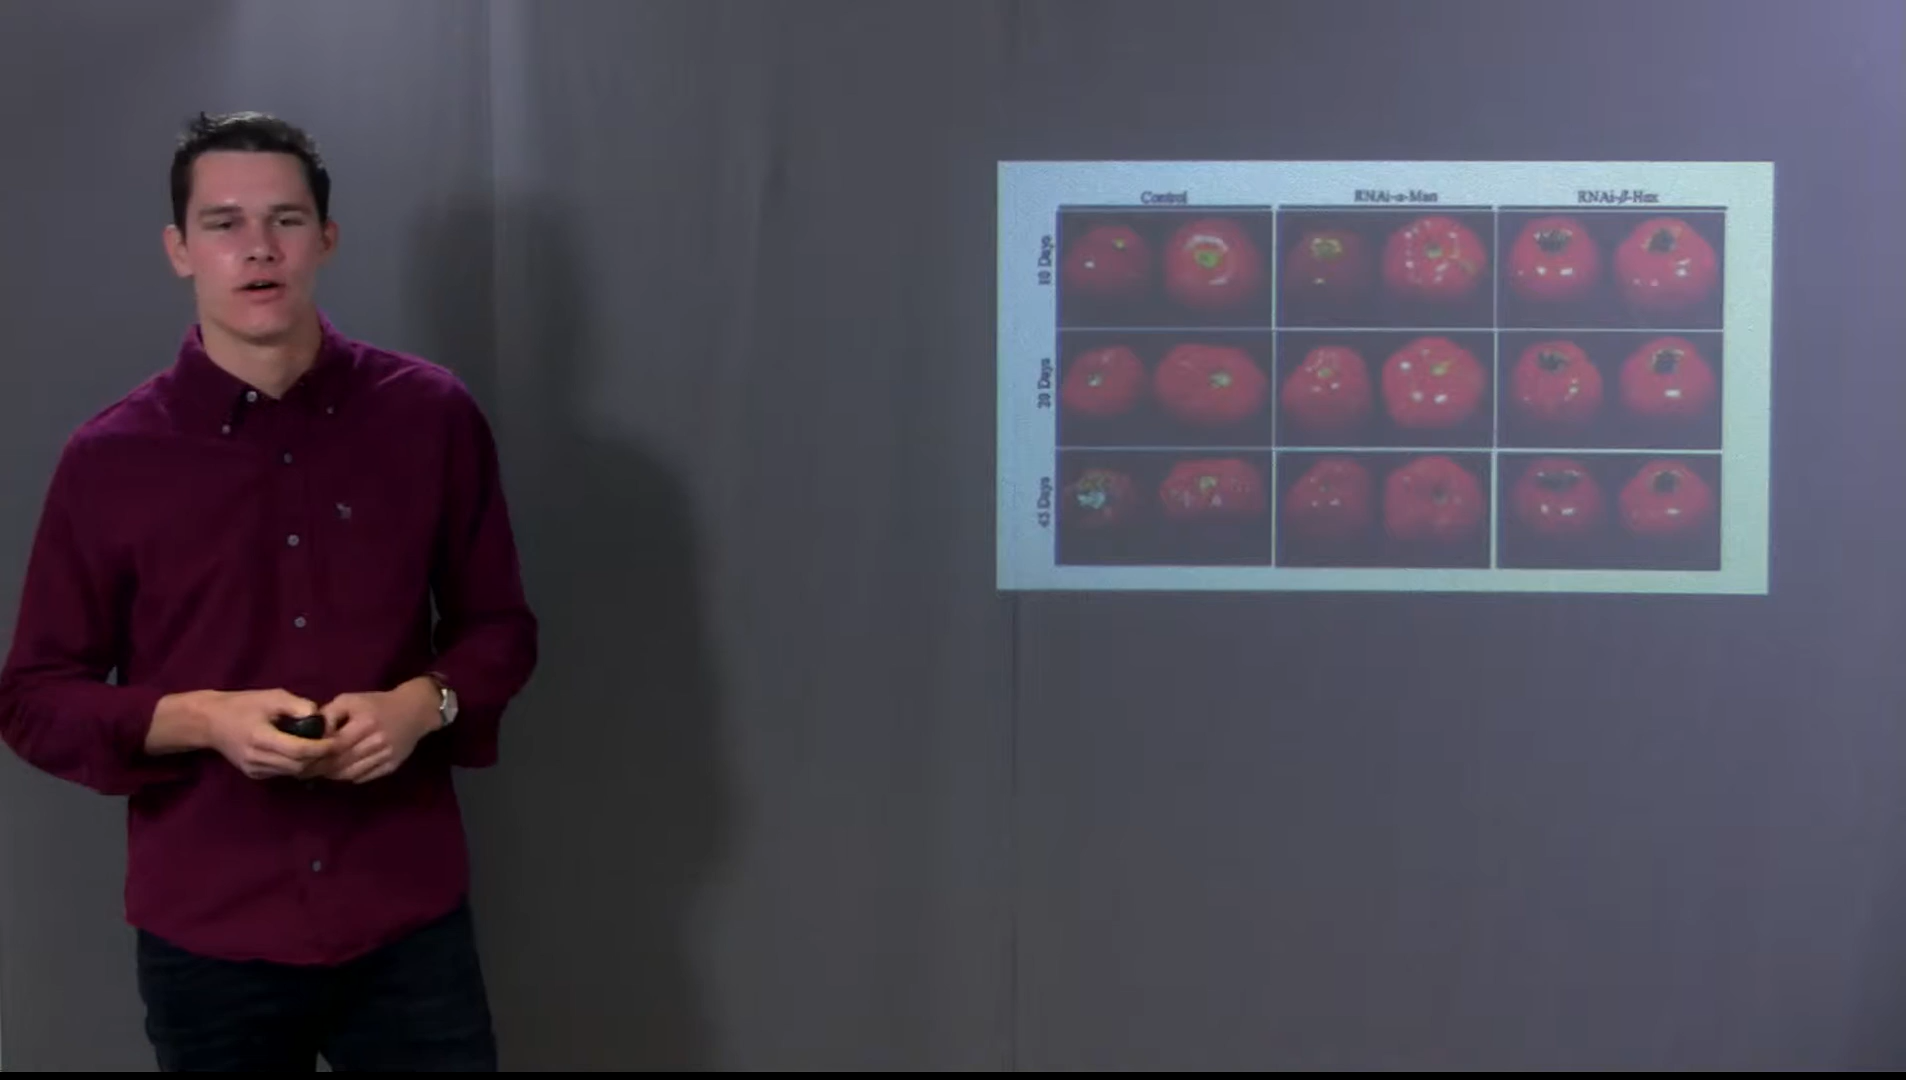 Control RNAi-α-Man RNAi-β-Hex
10 Days
20 Days
45 Days